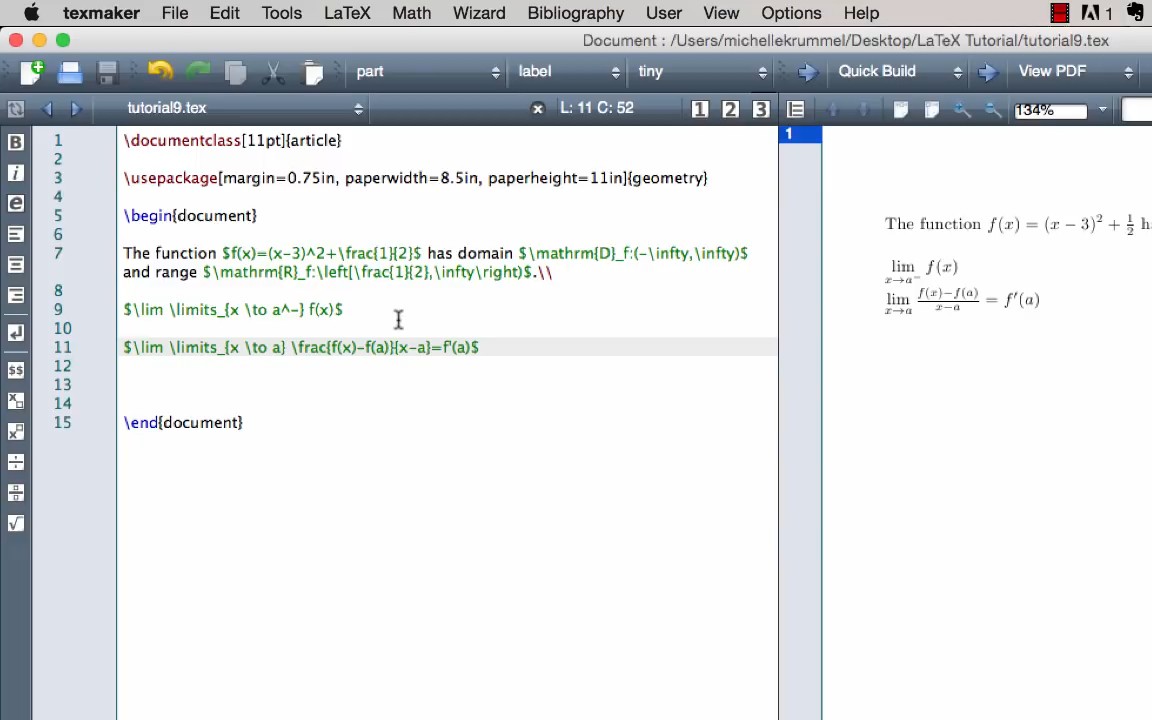 texmaker File Edit Tools LaTeX Math Wizard Bibliography User View Options Help 1
Document : /Users/michellekrummel/Desktop/LaTeX Tutorial/tutorial9.tex
part label tiny Quick Build View PDF
tutorial9.tex L: 11 C: 52 1 2 3 134%
1 \documentclass[11pt]{article}
2
3 \usepackage[margin=0.75in, paperwidth=8.5in, paperheight=11in]{geometry}
4
5 \begin{document}
6
7 The function $f(x)=(x-3)^2+\frac{1}{2}$ has domain $\mathrm{D}_f:(-\infty,\infty)$
and range $\mathrm{R}_f:\left[\frac{1}{2},\infty\right)$.\\
8
9 $\lim \limits_{x \to a^-} f(x)$
10
11 $\lim \limits_{x \to a} \frac{f(x)-f(a)}{x-a}=f'(a)$
12
13
14
15 \end{document}
1
The function f(x) = (x − 3)² + 1/2 ha
lim x→a⁻ f(x)
lim x→a f(x)−f(a)/x−a = f′(a)